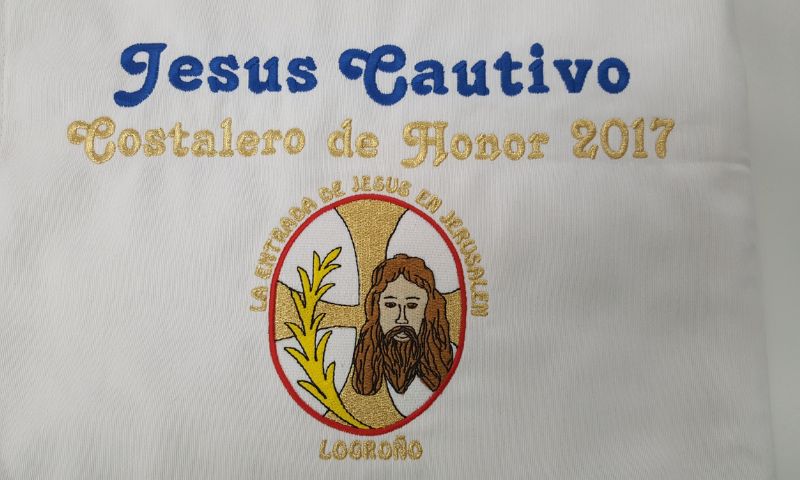 Jesus Cautivo
Costalero de Honor 2017
LA ENTRADA DE JESUS EN JERUSALEN
LOGROÑO